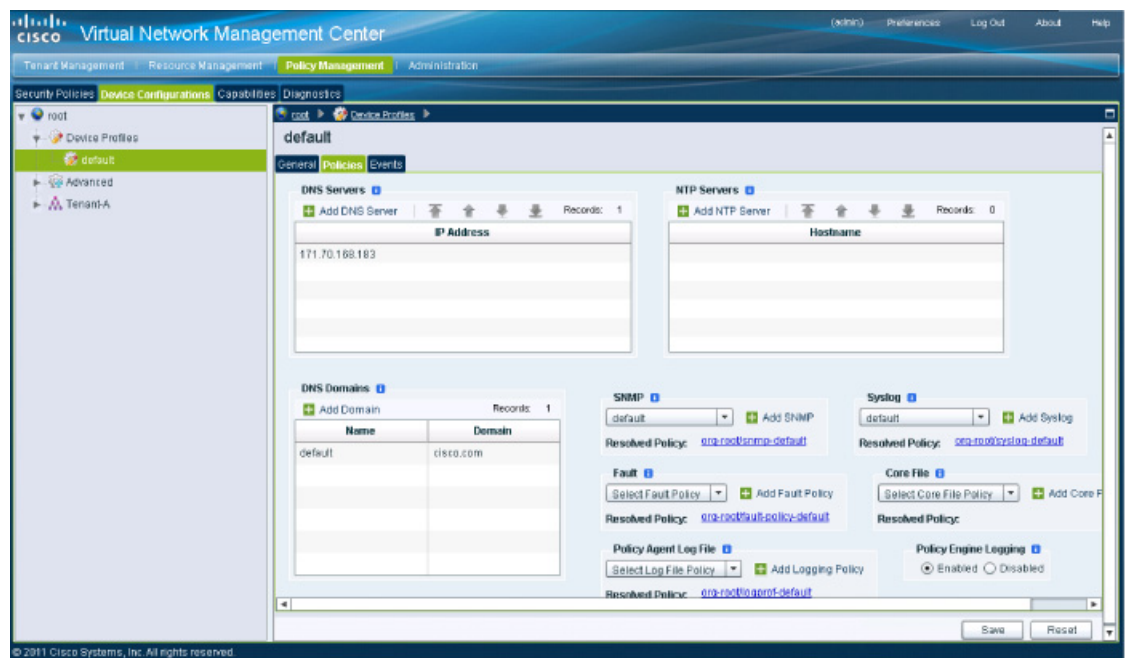 CISCO Virtual Network Management Center
(admin) Preferences Log Out About Help
Tenant Management | Resource Management | Policy Management | Administration
Security Policies Device Configurations Capabilities Diagnostics
root
Device Profiles
default
Advanced
Tenant-A
root Device Profiles
default
General Policies Events
DNS Servers
Add DNS Server Records: 1
IP Address
171.70.168.183
NTP Servers
Add NTP Server Records: 0
Hostname
DNS Domains
Add Domain Records: 1
Name Domain
default cisco.com
SNMP
default Add SNMP
Resolved Policy: org-root/snmp-default
Syslog
default Add Syslog
Resolved Policy: org-root/syslog-default
Fault
Select Fault Policy Add Fault Policy
Resolved Policy: org-root/fault-policy-default
Core File
Select Core File Policy Add Core F
Resolved Policy:
Policy Agent Log File
Select Log File Policy Add Logging Policy
Resolved Policy: org-root/logprof-default
Policy Engine Logging
Enabled Disabled
Save Reset
© 2011 Cisco Systems, Inc. All rights reserved.